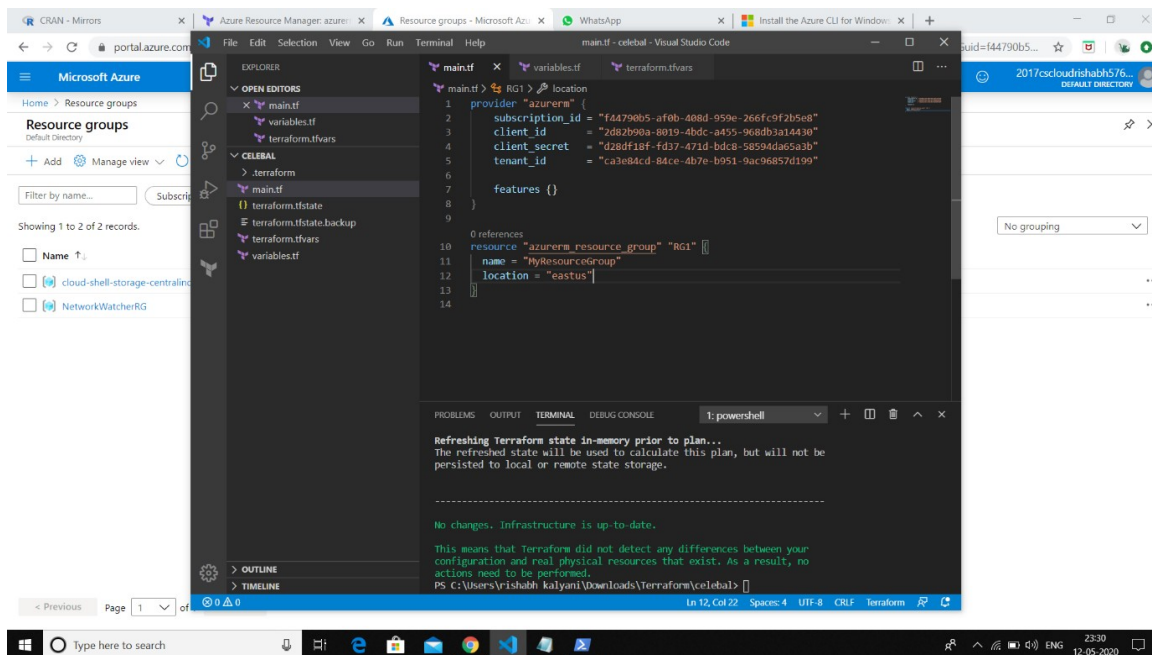 CRAN - Mirrors
Azure Resource Manager: azurer
Resource groups - Microsoft Azu
WhatsApp
Install the Azure CLI for Window
portal.azure.com
uid=f44790b5...
Microsoft Azure
2017cscloudrishabh576...
DEFAULT DIRECTORY
Home > Resource groups
Resource groups
Default Directory
Add
Manage view
Filter by name...
Subscrip
Showing 1 to 2 of 2 records.
No grouping
Name ↑↓
cloud-shell-storage-centralind
NetworkWatcherRG
< Previous
Page 1 of
File Edit Selection View Go Run Terminal Help
main.tf - celebal - Visual Studio Code
EXPLORER
OPEN EDITORS
main.tf
variables.tf
terraform.tfvars
CELEBAL
.terraform
main.tf
terraform.tfstate
terraform.tfstate.backup
terraform.tfvars
variables.tf
OUTLINE
TIMELINE
main.tf
variables.tf
terraform.tfvars
main.tf > RG1 > location
1 provider "azurerm" {
2 subscription_id = "f44790b5-af0b-408d-959e-266fc9f2b5e8"
3 client_id = "2d82b90a-8019-4bdc-a455-968db3a14430"
4 client_secret = "d28df18f-fd37-471d-bdc8-58594da65a3b"
5 tenant_id = "ca3e84cd-84ce-4b7e-b951-9ac96857d199"
6
7 features {}
8 }
9
0 references
10 resource "azurerm_resource_group" "RG1" {
11 name = "MyResourceGroup"
12 location = "eastus"
13 }
14
PROBLEMS OUTPUT TERMINAL DEBUG CONSOLE
1: powershell
Refreshing Terraform state in-memory prior to plan...
The refreshed state will be used to calculate this plan, but will not be
persisted to local or remote state storage.
------------------------------------------------------------------------
No changes. Infrastructure is up-to-date.
This means that Terraform did not detect any differences between your
configuration and real physical resources that exist. As a result, no
actions need to be performed.
PS C:\Users\rishabh kalyani\Downloads\Terraform\celebal>
0 0
Ln 12, Col 22 Spaces: 4 UTF-8 CRLF Terraform
Type here to search
ENG
23:30
12-05-2020